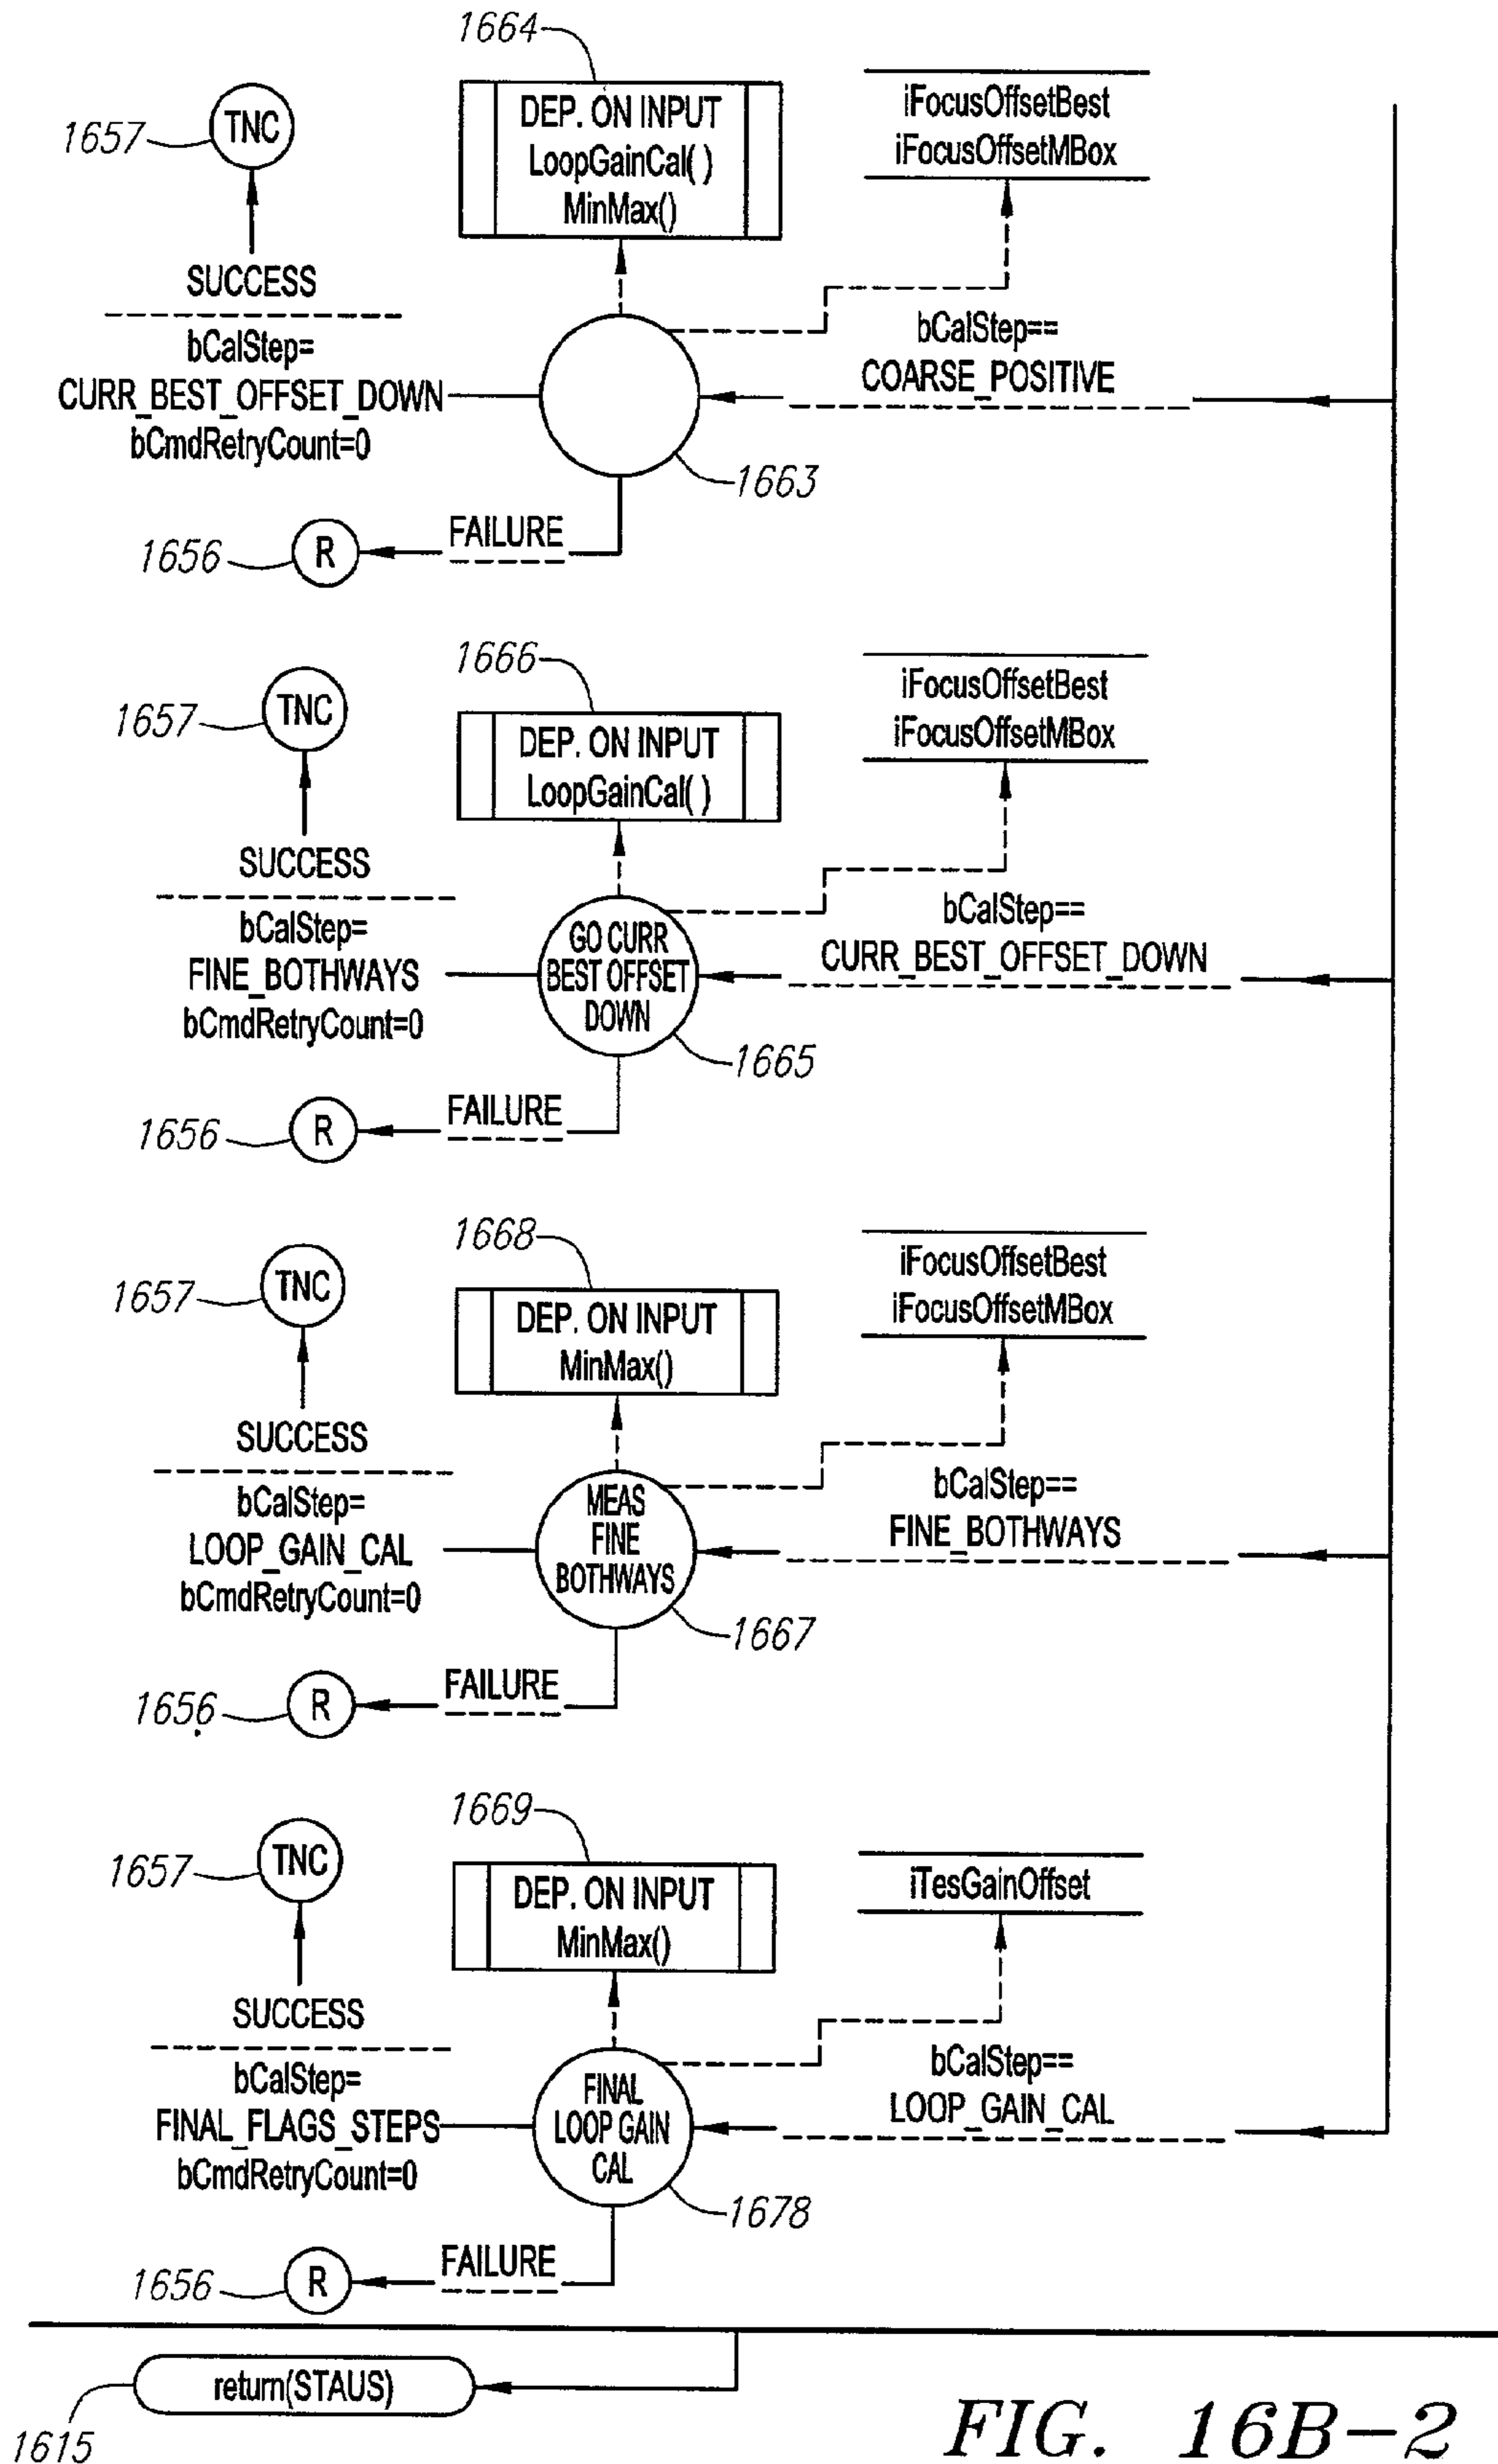 1664
1657
TNC
DEP. ON INPUT
LoopGainCal( )
MinMax()
iFocusOffsetBest
iFocusOffsetMBox
SUCCESS
bCalStep=
CURR_BEST_OFFSET_DOWN
bCmdRetryCount=0
bCalStep==
COARSE_POSITIVE
1663
1656
R
FAILURE
1666
1657
TNC
DEP. ON INPUT
LoopGainCal( )
iFocusOffsetBest
iFocusOffsetMBox
SUCCESS
bCalStep=
FINE_BOTHWAYS
bCmdRetryCount=0
GO CURR
BEST OFFSET
DOWN
bCalStep==
CURR_BEST_OFFSET_DOWN
1665
1656
R
FAILURE
1668
1657
TNC
DEP. ON INPUT
MinMax()
iFocusOffsetBest
iFocusOffsetMBox
SUCCESS
bCalStep=
LOOP_GAIN_CAL
bCmdRetryCount=0
MEAS
FINE
BOTHWAYS
bCalStep==
FINE_BOTHWAYS
1667
1656
R
FAILURE
1669
1657
TNC
DEP. ON INPUT
MinMax()
iTesGainOffset
SUCCESS
bCalStep=
FINAL_FLAGS_STEPS
bCmdRetryCount=0
FINAL
LOOP GAIN
CAL
bCalStep==
LOOP_GAIN_CAL
1678
1656
R
FAILURE
return(STAUS)
1615
FIG. 16B-2